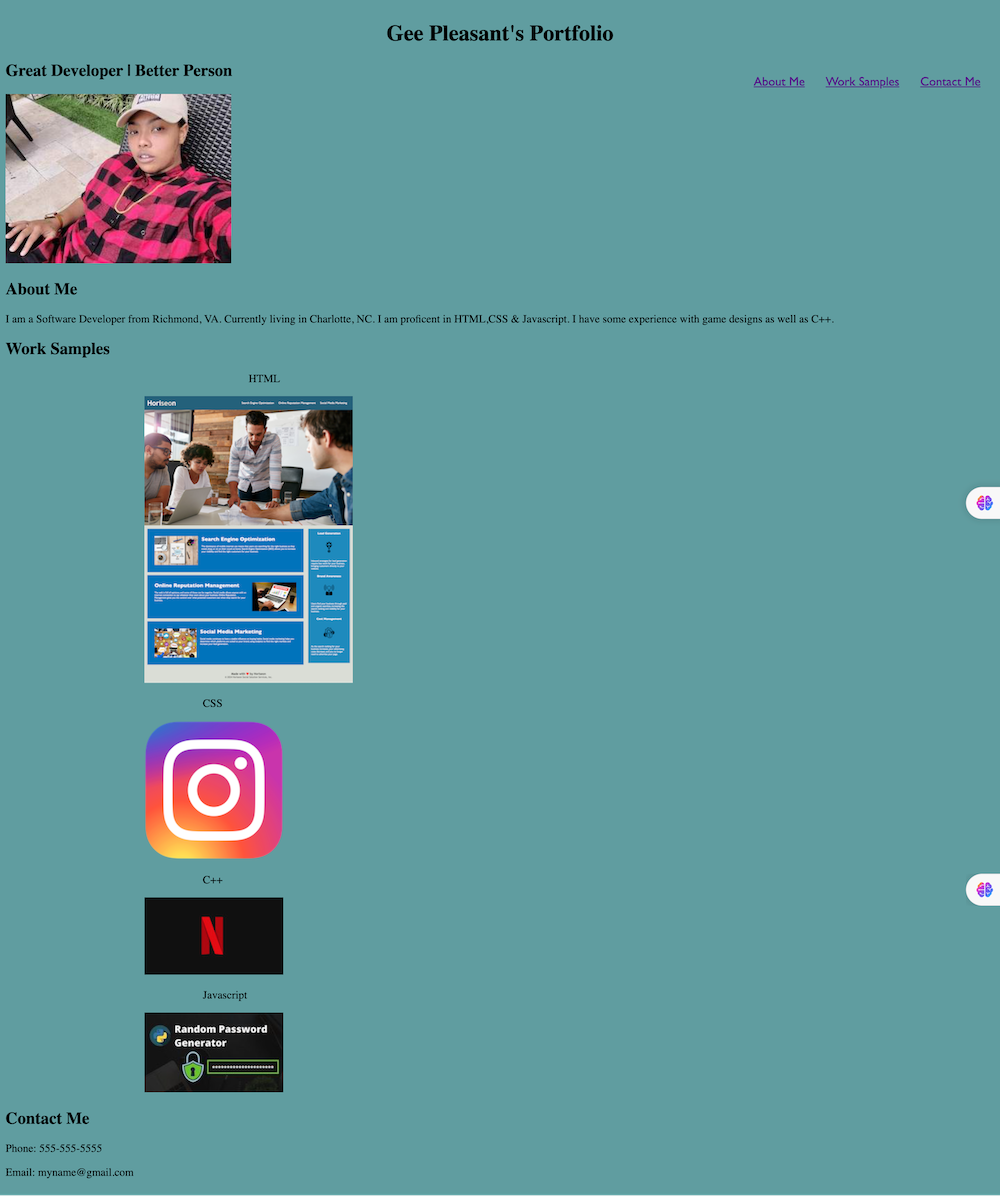 Gee Pleasant's Portfolio
Great Developer | Better Person
About Me Work Samples Contact Me
About Me
I am a Software Developer from Richmond, VA. Currently living in Charlotte, NC. I am proficent in HTML,CSS & Javascript. I have some experience with game designs as well as C++.
Work Samples
HTML
Horiseon
Search Engine Optimization Online Reputation Management Social Media Marketing
Search Engine Optimization
Online Reputation Management
Social Media Marketing
CSS
C++
N
Javascript
Random Password
Generator
Contact Me
Phone: 555-555-5555
Email: myname@gmail.com